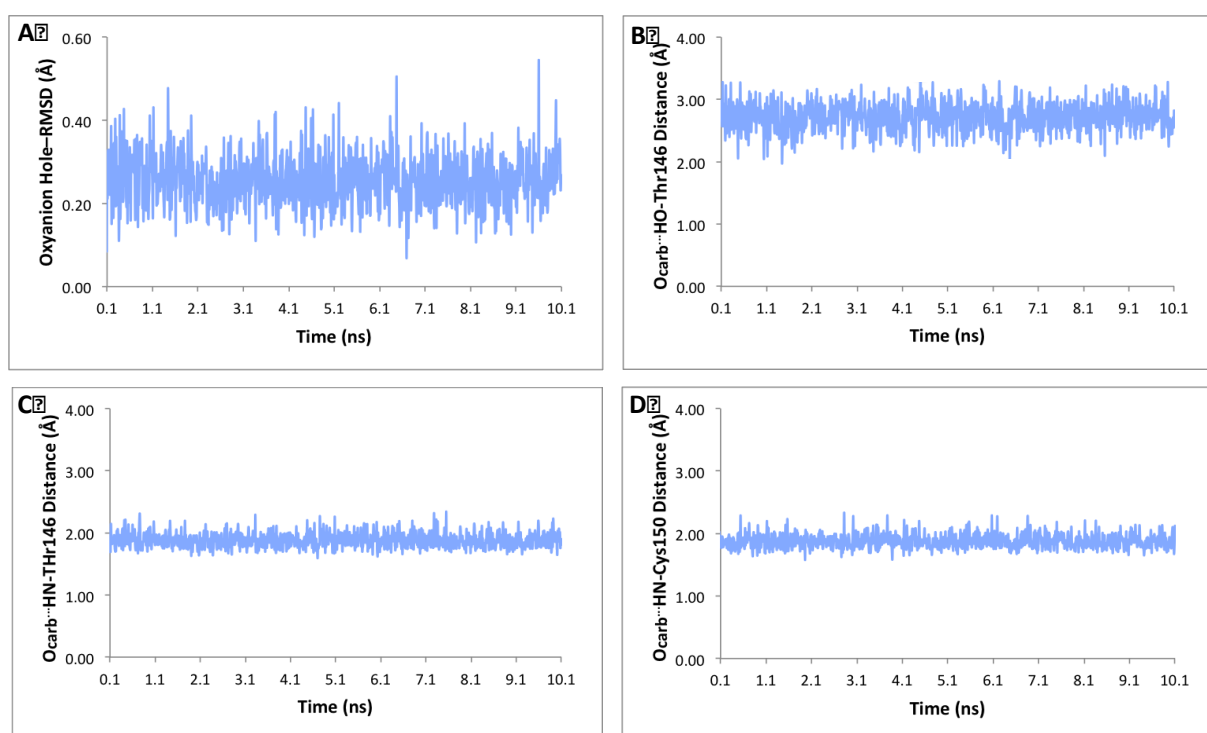 A
Oxyanion Hole–RMSD (Å)
0.60
0.40
0.20
0.00
0.1 1.1 2.1 3.1 4.1 5.1 6.1 7.1 8.1 9.1 10.1
Time (ns)
B
Ocarb···HO-Thr146 Distance (Å)
4.00
3.00
2.00
1.00
0.00
0.1 1.1 2.1 3.1 4.1 5.1 6.1 7.1 8.1 9.1 10.1
Time (ns)
C
Ocarb···HN-THr146 Distance (Å)
4.00
3.00
2.00
1.00
0.00
0.1 1.1 2.1 3.1 4.1 5.1 6.1 7.1 8.1 9.1 10.1
Time (ns)
D
Ocarb···HN-Cys150 Distance (Å)
4.00
3.00
2.00
1.00
0.00
0.1 1.1 2.1 3.1 4.1 5.1 6.1 7.1 8.1 9.1 10.1
Time (ns)